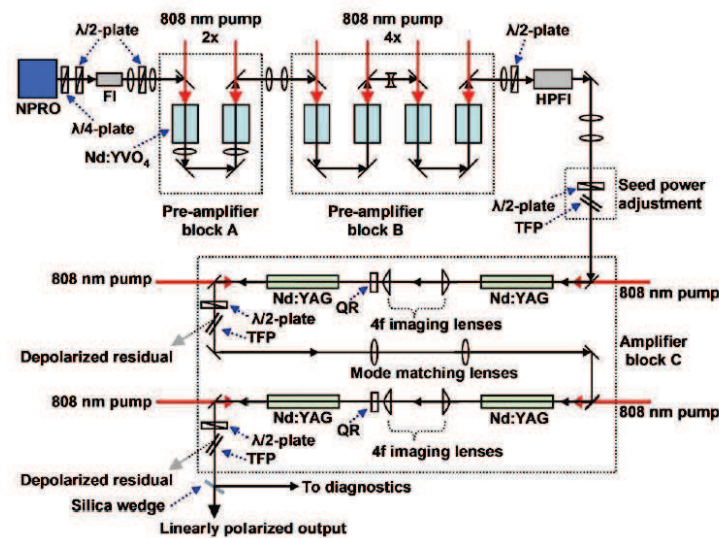 808 nm pump
2x
808 nm pump
4x
λ/2-plate
λ/2-plate
NPRO
FI
HPFI
λ/4-plate
Nd:YVO4
Pre-amplifier
block A
Pre-amplifier
block B
λ/2-plate
TFP
Seed power
adjustment
808 nm pump
Nd:YAG
QR
Nd:YAG
808 nm pump
λ/2-plate
TFP
4f imaging lenses
Depolarized residual
Mode matching lenses
Amplifier
block C
808 nm pump
Nd:YAG
QR
Nd:YAG
808 nm pump
λ/2-plate
TFP
4f imaging lenses
Depolarized residual
Silica wedge
To diagnostics
Linearly polarized output